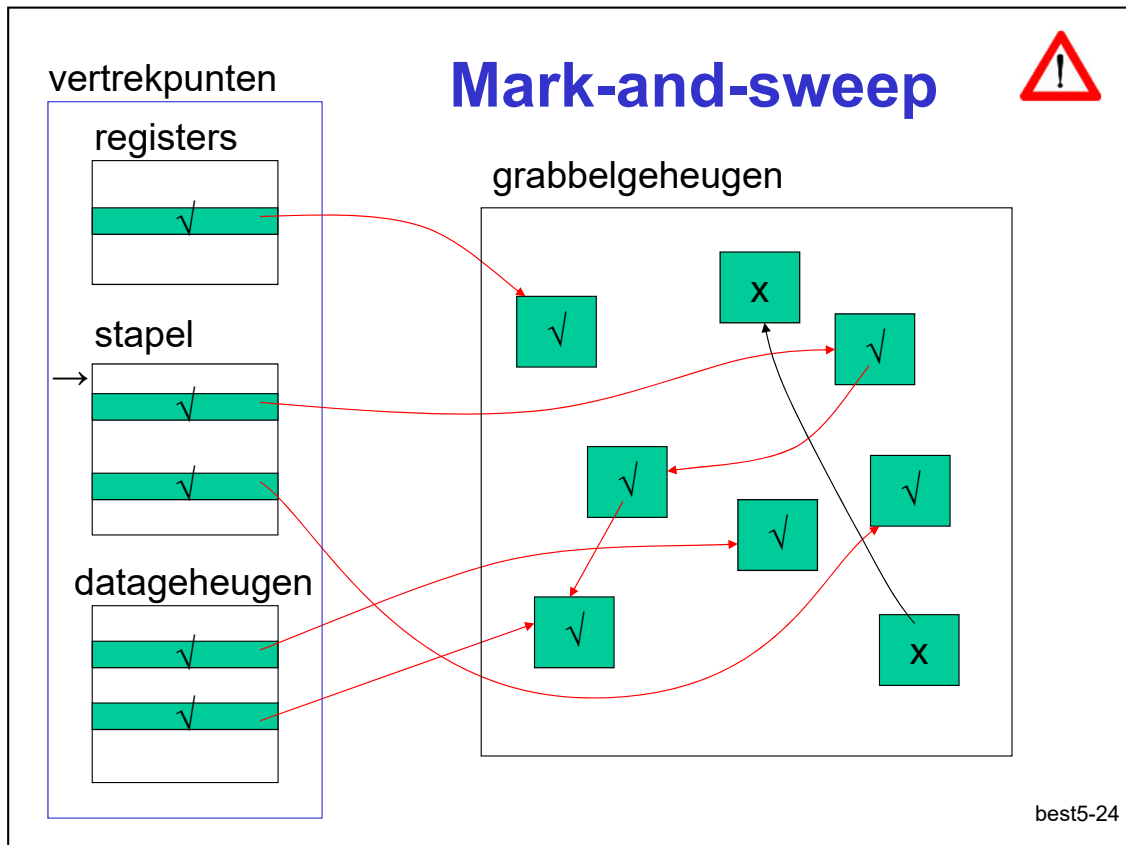 Mark-and-sweep
!
vertrekpunten
registers
√
stapel
→
√
√
datageheugen
√
√
grabbelgeheugen
x
√
√
√
√
√
√
x
best5-24